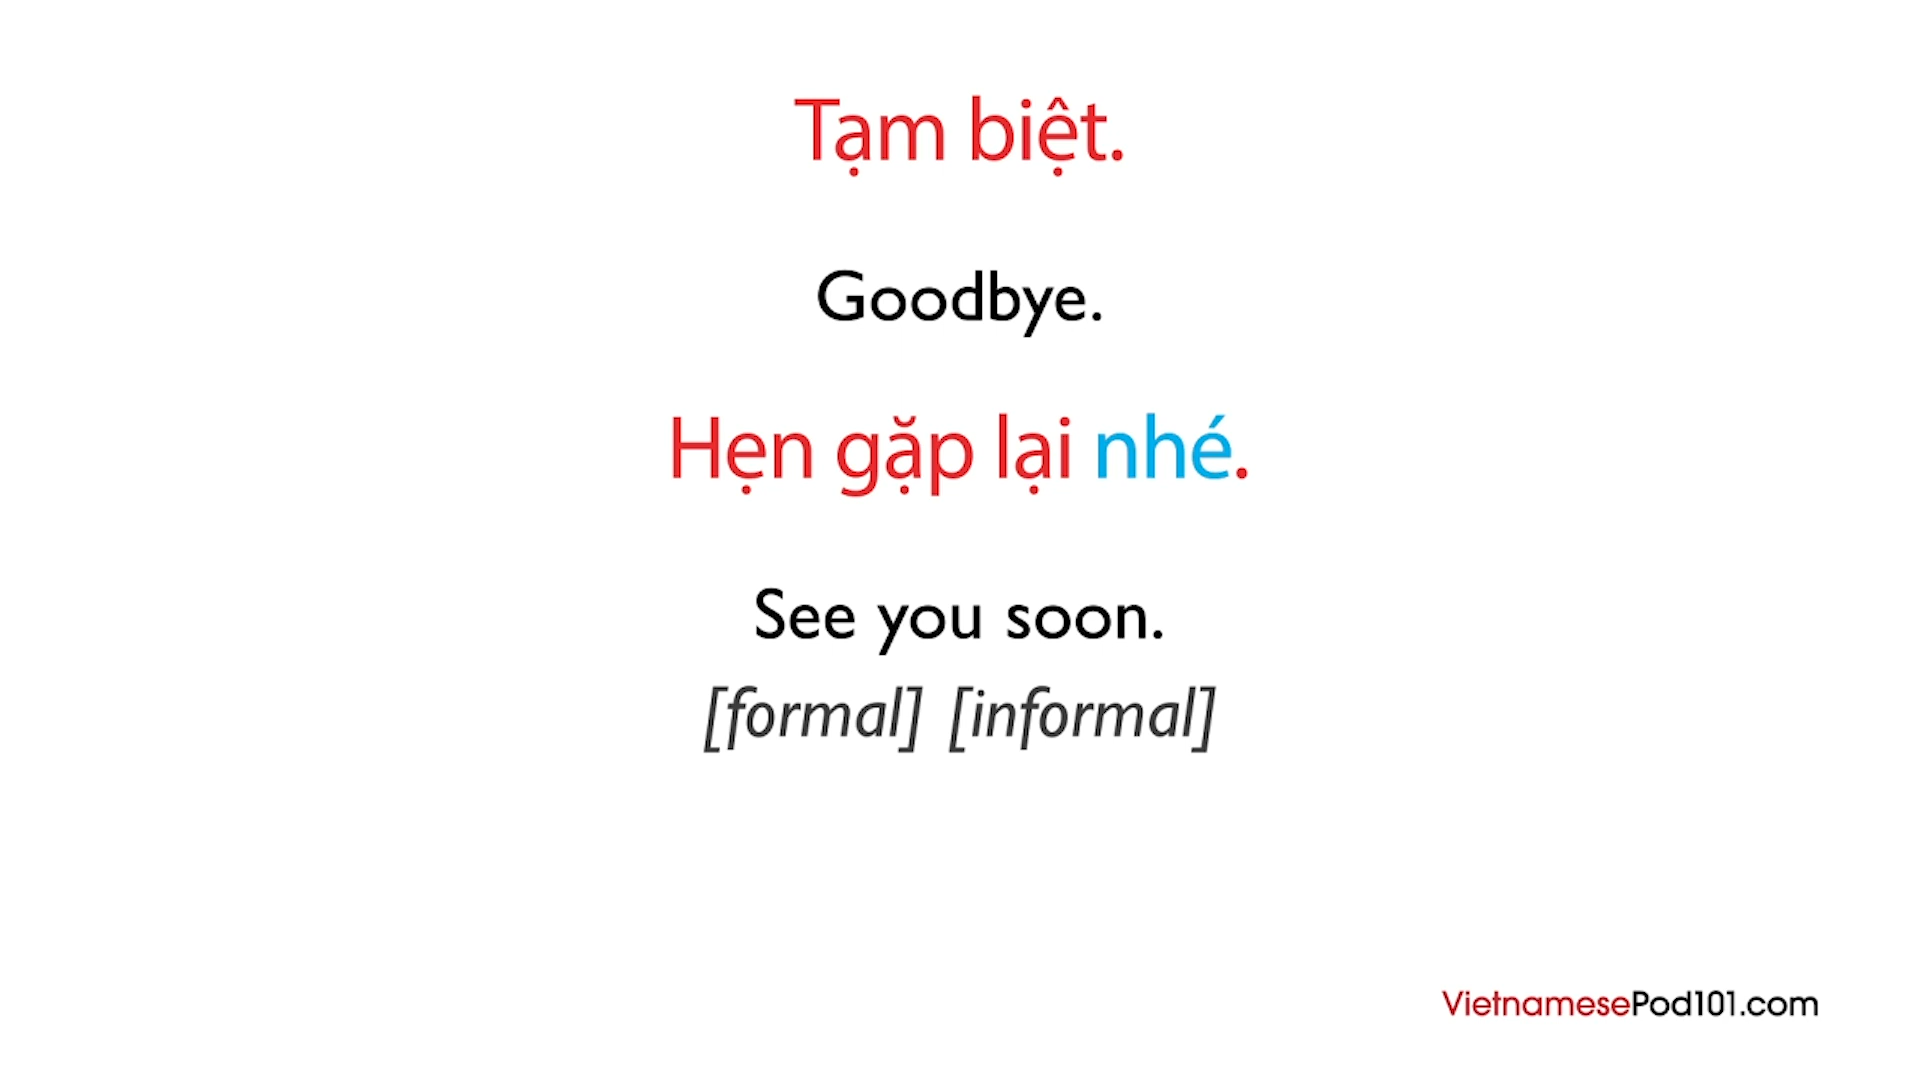 Tạm biệt.
Goodbye.
Hẹn gặp lại nhé.
See you soon.
[formal] [informal]
VietnamesePod101.com